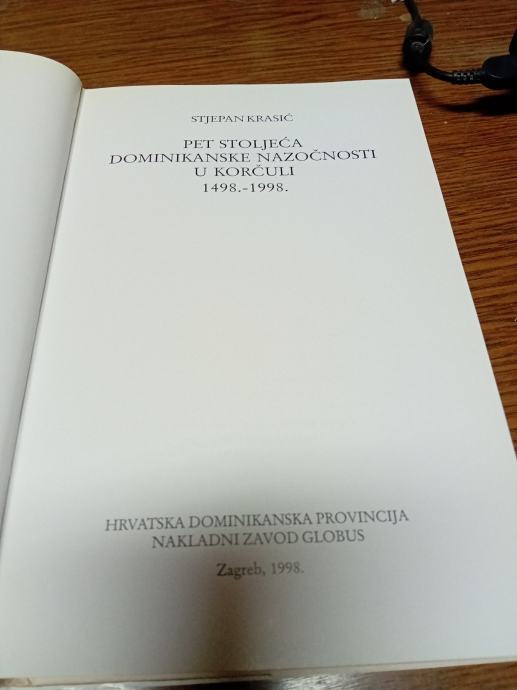 STJEPAN KRASIĆ
PET STOLJEĆA
DOMINIKANSKE NAZOČNOSTI
U KORČULI
1498.-1998.
HRVATSKA DOMINIKANSKA PROVINCIJA
NAKLADNI ZAVOD GLOBUS
Zagreb, 1998.